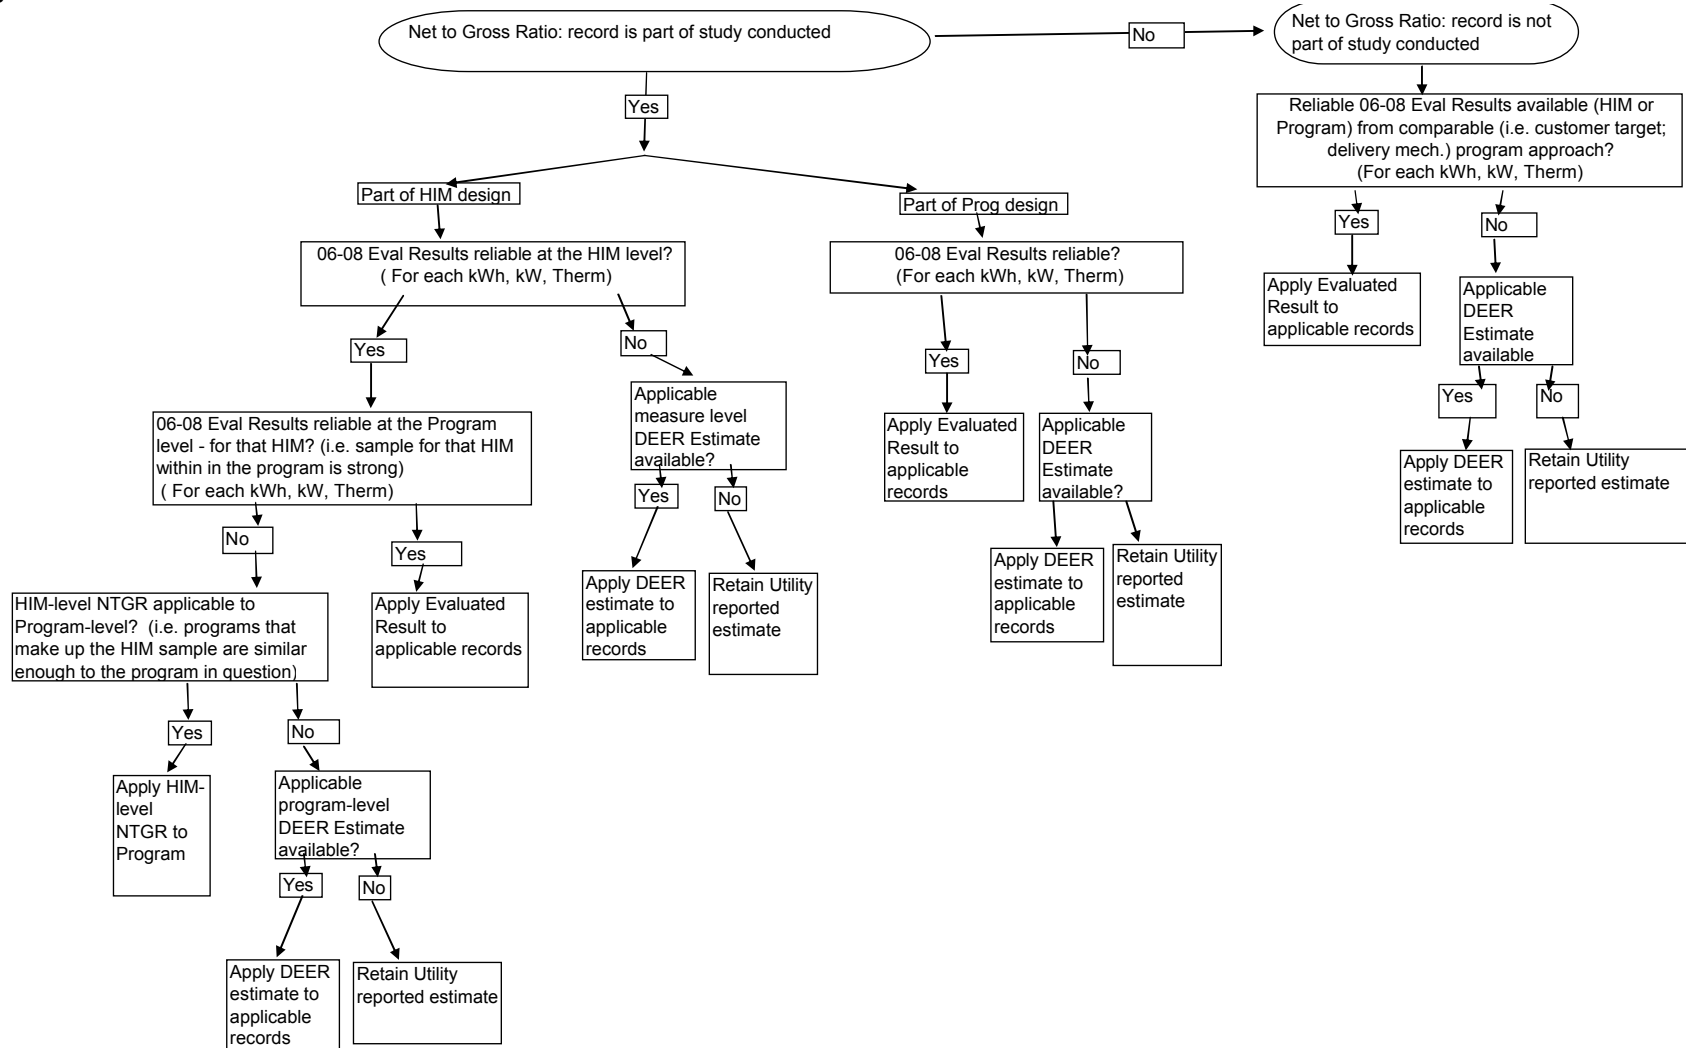 Net to Gross Ratio: record is part of study conducted
No
Net to Gross Ratio: record is not
part of study conducted
Yes
Reliable 06-08 Eval Results available (HIM or
Program) from comparable (i.e. customer target;
delivery mech.) program approach?
(For each kWh, kW, Therm)
Part of HIM design
Part of Prog design
Yes
No
06-08 Eval Results reliable at the HIM level?
( For each kWh, kW, Therm)
06-08 Eval Results reliable?
(For each kWh, kW, Therm)
Apply Evaluated
Result to
applicable records
Applicable
DEER
Estimate
available
Yes
No
Yes
No
Yes
No
06-08 Eval Results reliable at the Program
level - for that HIM? (i.e. sample for that HIM
within in the program is strong)
( For each kWh, kW, Therm)
Applicable
measure level
DEER Estimate
available?
Apply Evaluated
Result to
applicable
records
Applicable
DEER
Estimate
available?
Apply DEER
estimate to
applicable
records
Retain Utility
reported estimate
Yes
No
No
Yes
Apply DEER
estimate to
applicable
records
Retain Utility
reported
estimate
Apply DEER
estimate to
applicable
records
Retain Utility
reported
estimate
HIM-level NTGR applicable to
Program-level? (i.e. programs that
make up the HIM sample are similar
enough to the program in question)
Apply Evaluated
Result to
applicable records
Yes
No
Apply HIM-
level
NTGR to
Program
Applicable
program-level
DEER Estimate
available?
Yes
No
Apply DEER
estimate to
applicable
records
Retain Utility
reported estimate